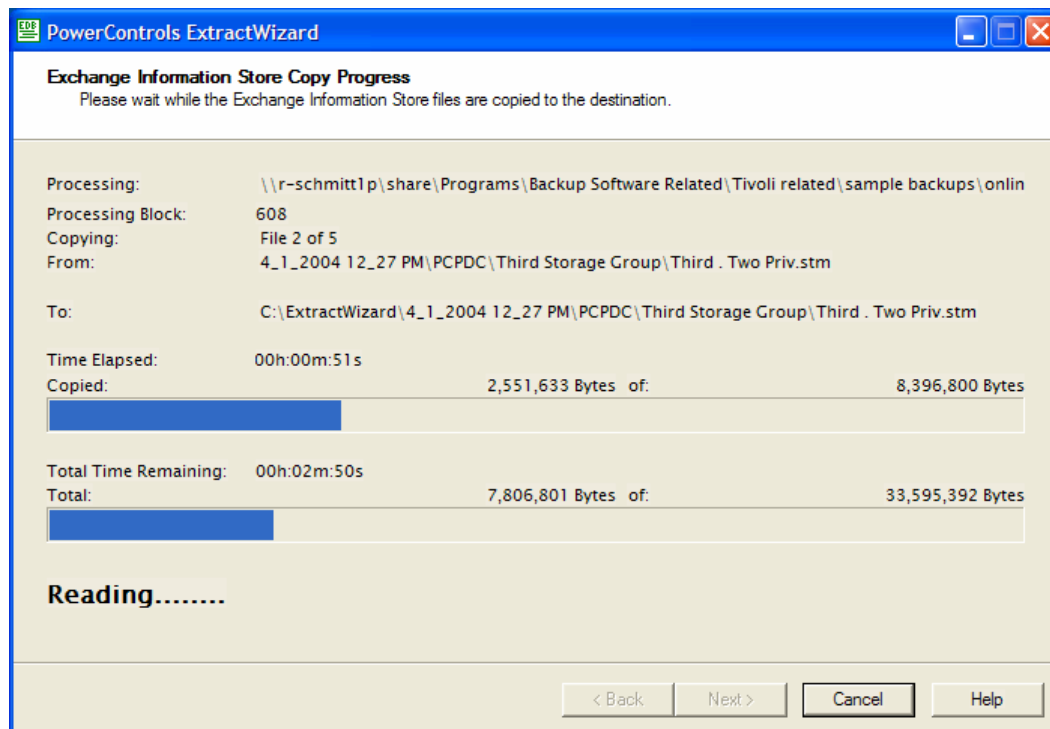 EDB
PowerControls ExtractWizard
Exchange Information Store Copy Progress
Please wait while the Exchange Information Store files are copied to the destination.
Processing: \\r-schmitt1p\share\Programs\Backup Software Related\Tivoli related\sample backups\onlin
Processing Block: 608
Copying: File 2 of 5
From: 4_1_2004 12_27 PM\PCPDC\Third Storage Group\Third . Two Priv.stm
To: C:\ExtractWizard\4_1_2004 12_27 PM\PCPDC\Third Storage Group\Third . Two Priv.stm
Time Elapsed: 00h:00m:51s
Copied: 2,551,633 Bytes of: 8,396,800 Bytes
Total Time Remaining: 00h:02m:50s
Total: 7,806,801 Bytes of: 33,595,392 Bytes
Reading........
< Back Next > Cancel Help